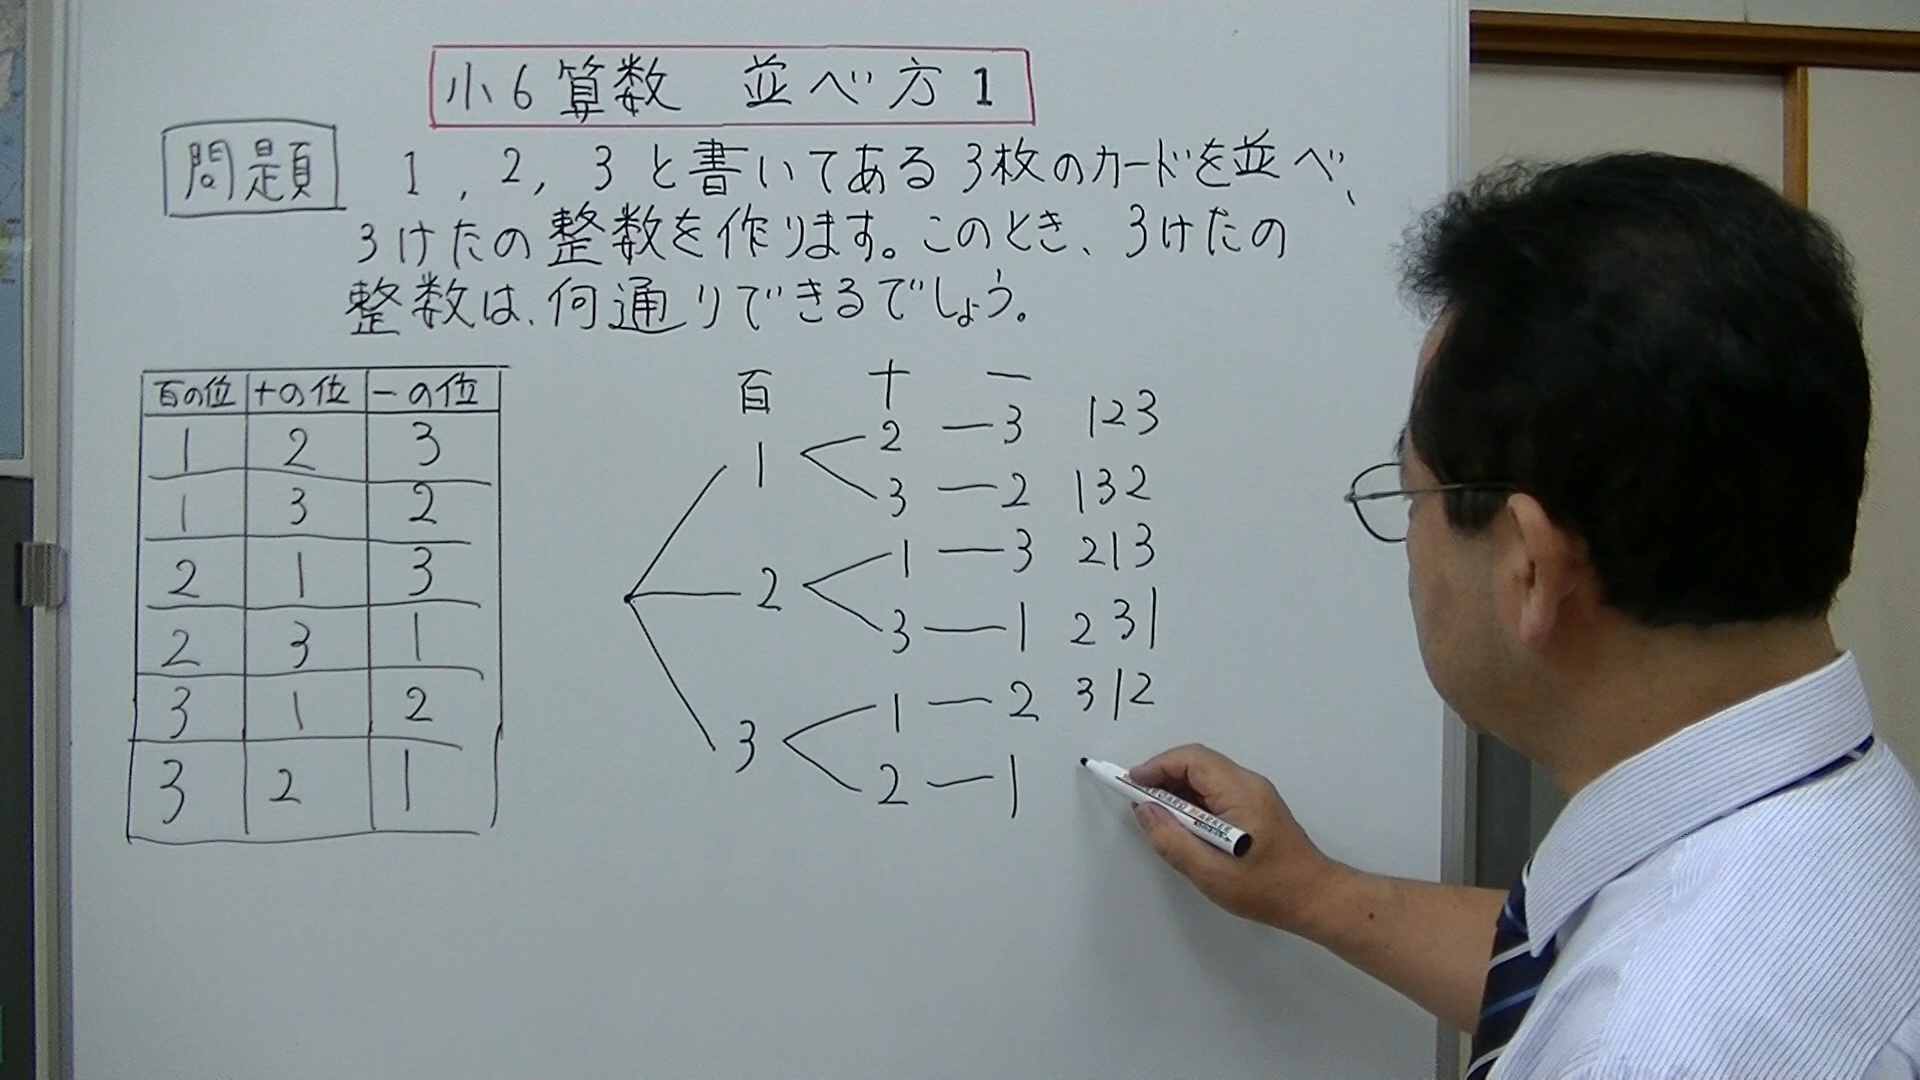 小6算数 並べ方1
問題 1,2,3と書いてある3枚のカードを並べ、
3けたの整数を作ります。このとき、3けたの
整数は、何通りできるでしょう。
百の位 十の位 一の位
1 2 3
1 3 2
2 1 3
2 3 1
3 1 2
3 2 1
百 十 一
1 2 3 123
3 2 132
2 1 3 213
3 1 231
3 1 2 312
2 1